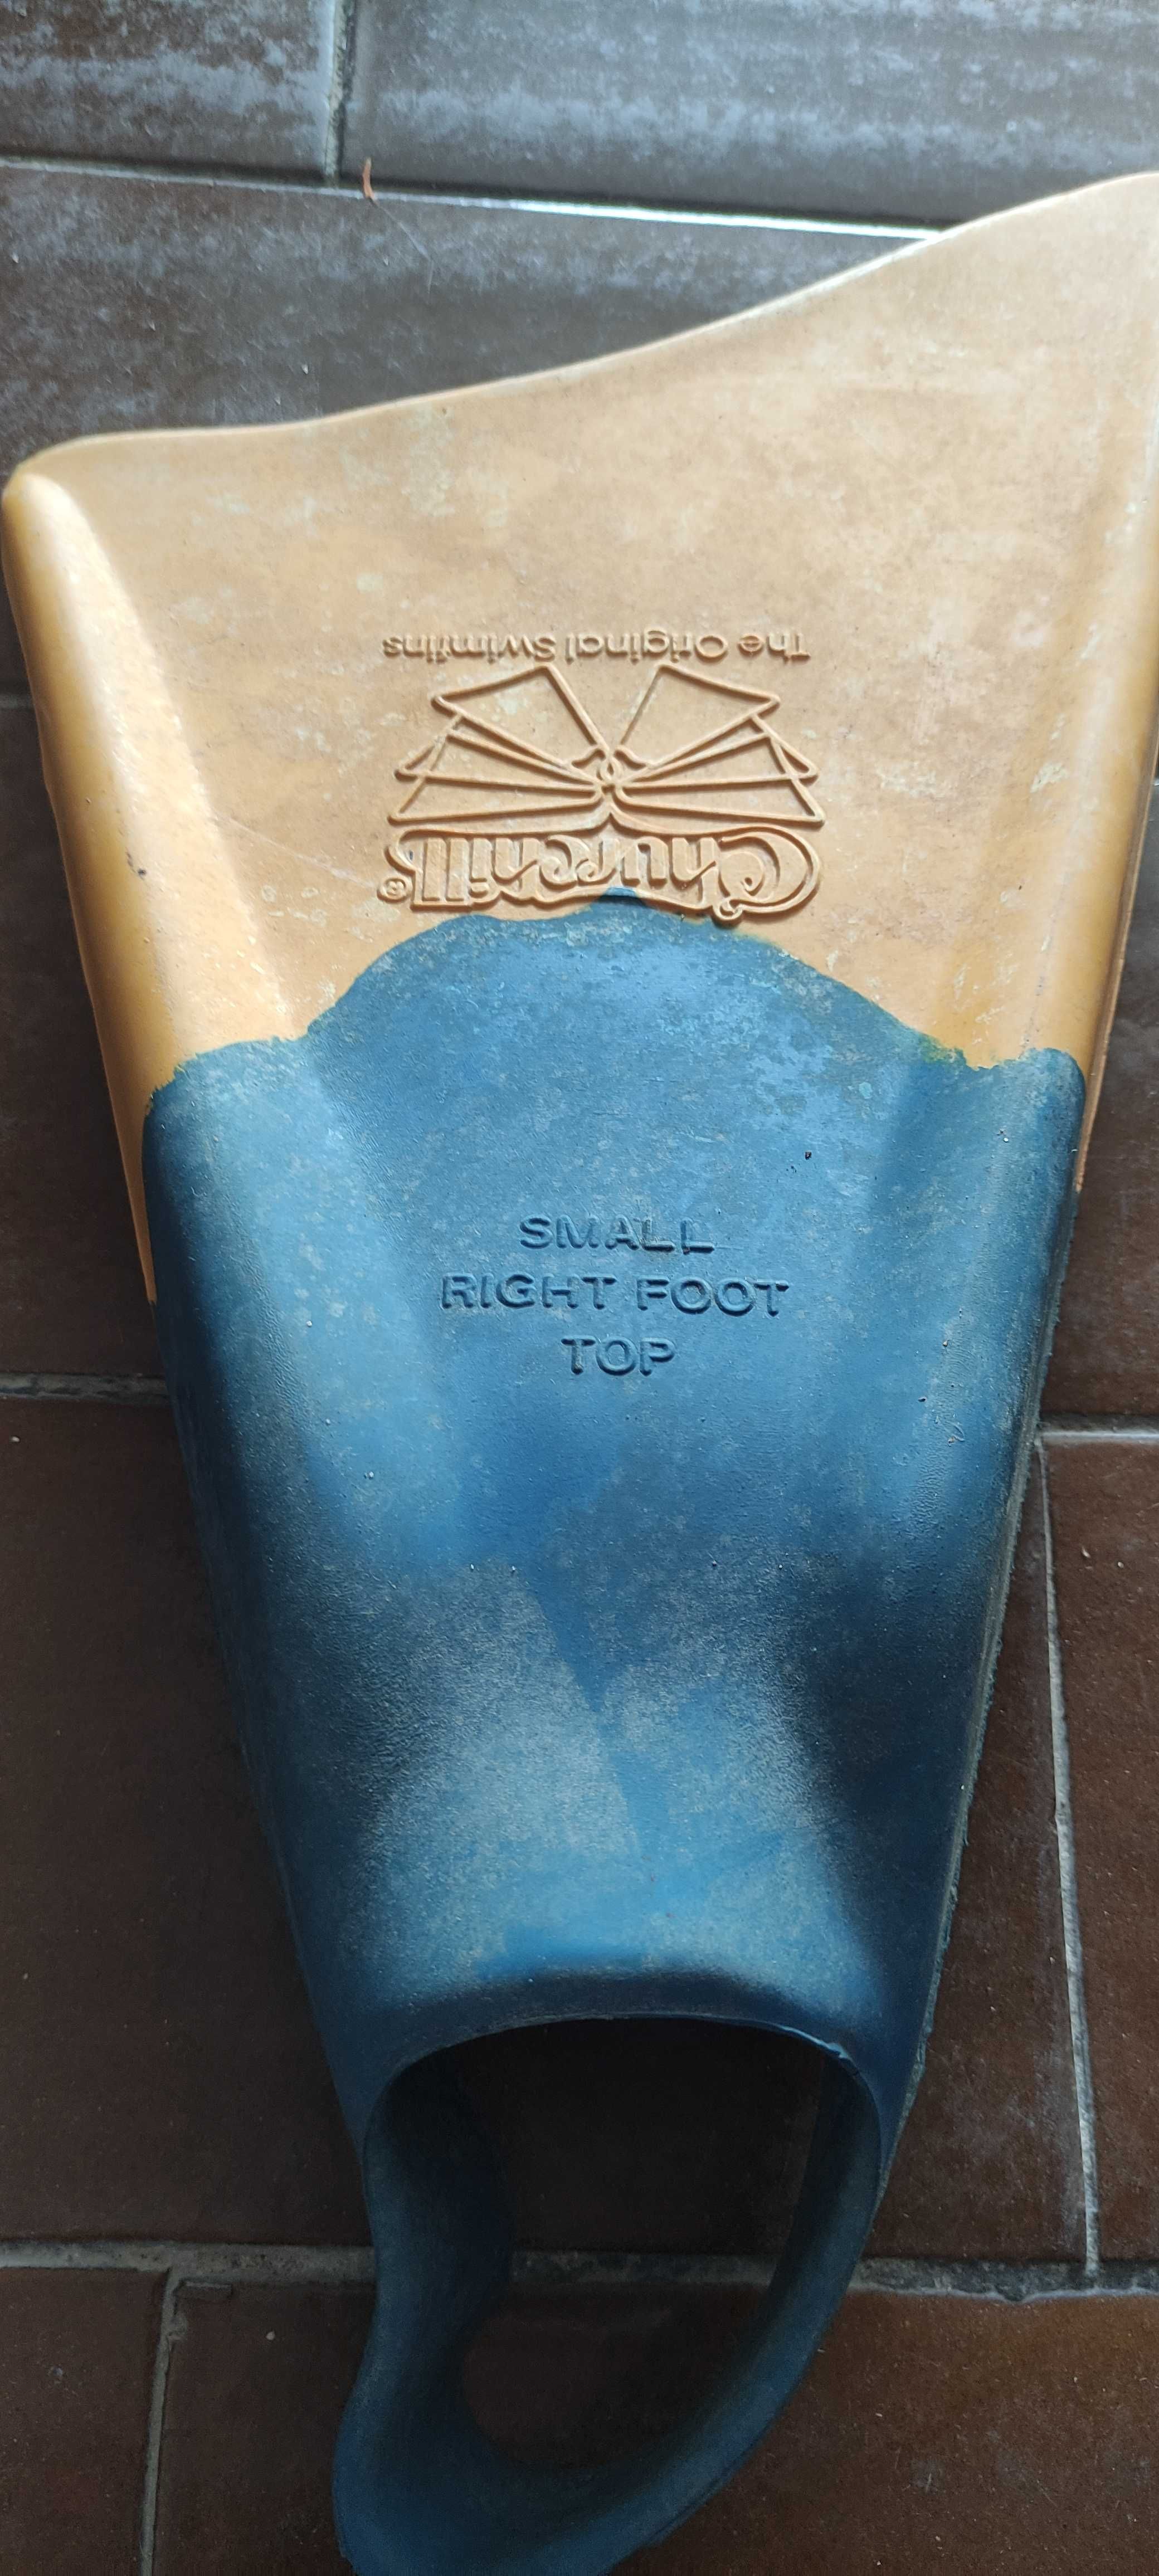 The Original Swimfins
Churchill®
SMALL
RIGHT FOOT
TOP